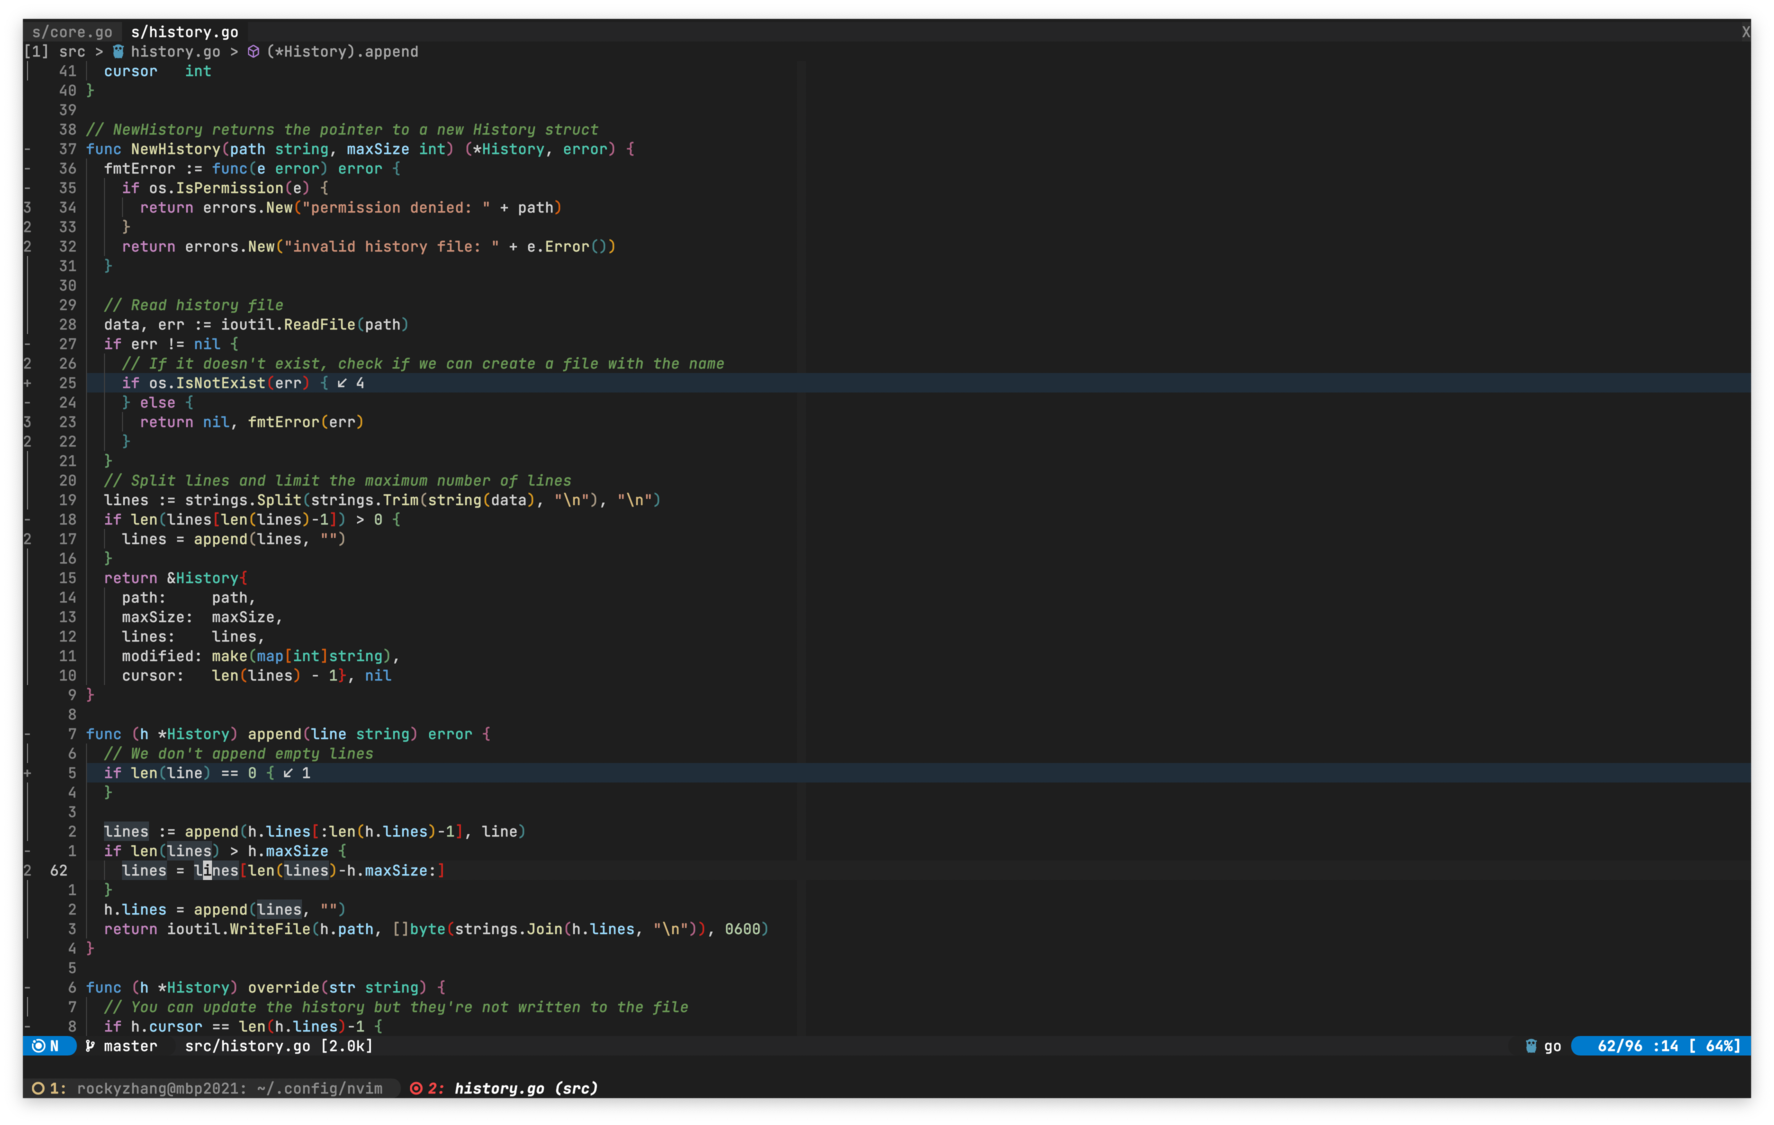 s/core.go  s/history.go  X
[1] src > history.go > (*History).append
41   cursor   int
40 }
39
38 // NewHistory returns the pointer to a new History struct
- 37 func NewHistory(path string, maxSize int) (*History, error) {
- 36   fmtError := func(e error) error {
- 35     if os.IsPermission(e) {
3 34       return errors.New("permission denied: " + path)
2 33     }
2 32     return errors.New("invalid history file: " + e.Error())
31   }
30
29   // Read history file
28   data, err := ioutil.ReadFile(path)
- 27   if err != nil {
2 26     // If it doesn't exist, check if we can create a file with the name
+ 25     if os.IsNotExist(err) { ↙ 4
- 24     } else {
3 23       return nil, fmtError(err)
2 22     }
21   }
20   // Split lines and limit the maximum number of lines
19   lines := strings.Split(strings.Trim(string(data), "\n"), "\n")
- 18   if len(lines[len(lines)-1]) > 0 {
2 17     lines = append(lines, "")
16   }
15   return &History{
14     path:     path,
13     maxSize:  maxSize,
12     lines:    lines,
11     modified: make(map[int]string),
10     cursor:   len(lines) - 1}, nil
9 }
8
- 7 func (h *History) append(line string) error {
6   // We don't append empty lines
+ 5   if len(line) == 0 { ↙ 1
4   }
3
2   lines := append(h.lines[:len(h.lines)-1], line)
- 1   if len(lines) > h.maxSize {
2 62     lines = lines[len(lines)-h.maxSize:]
1   }
2   h.lines = append(lines, "")
3   return ioutil.WriteFile(h.path, []byte(strings.Join(h.lines, "\n")), 0600)
4 }
5
- 6 func (h *History) override(str string) {
7   // You can update the history but they're not written to the file
- 8   if h.cursor == len(h.lines)-1 {
N  master  src/history.go [2.0k]  go  62/96 :14 [ 64%]
1: rockyzhang@mbp2021: ~/.config/nvim  2: history.go (src)